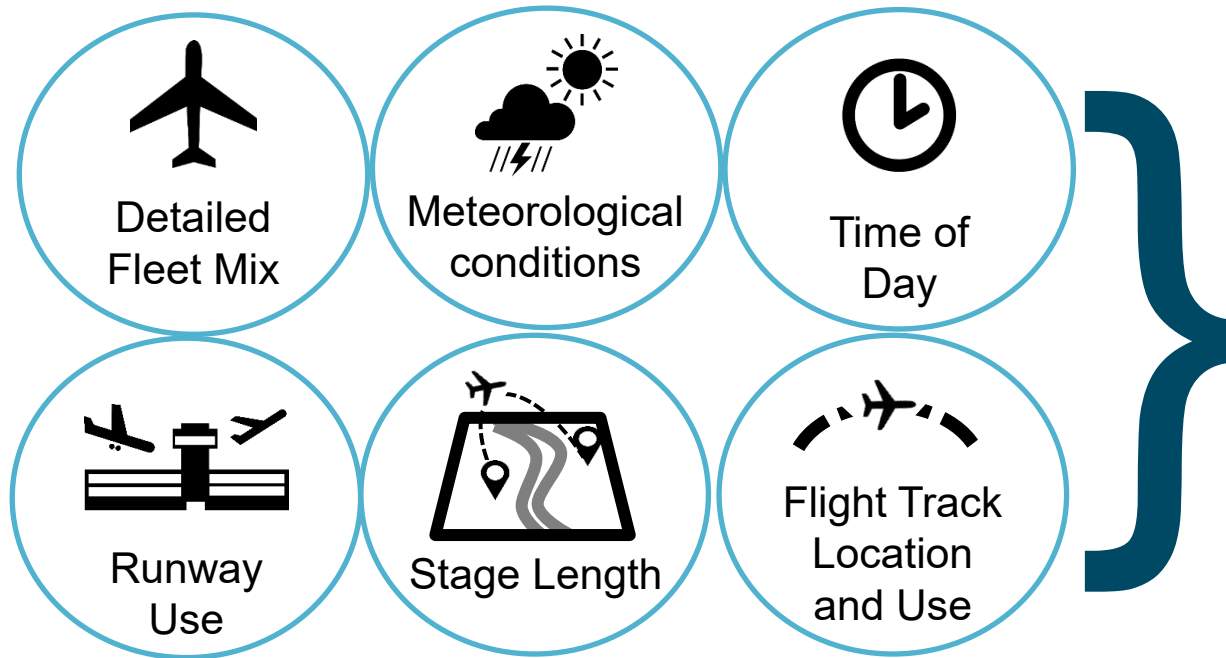 Detailed
Fleet Mix
Meteorological
conditions
Time of
Day
Runway
Use
Stage Length
Flight Track
Location
and Use